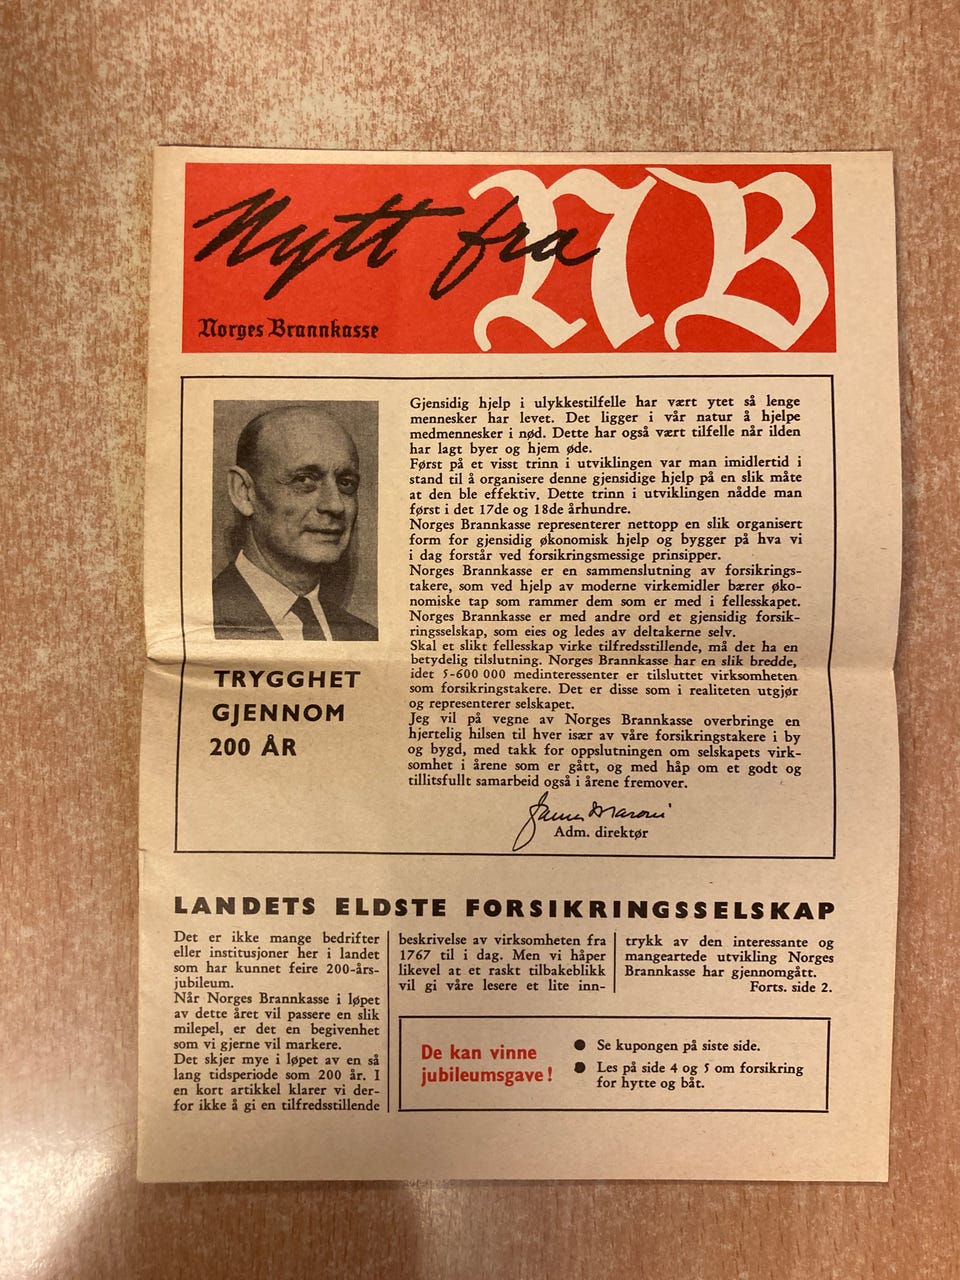 Nytt fra NB
Norges Brannkasse
Gjensidig hjelp i ulykkestilfelle har vært ytet så lenge
mennesker har levet. Det ligger i vår natur å hjelpe
medmennesker i nød. Dette har også vært tilfelle når ilden
har lagt byer og hjem øde.
Først på et visst trinn i utviklingen var man imidlertid i
stand til å organisere denne gjensidige hjelp på en slik måte
at den ble effektiv. Dette trinn i utviklingen nådde man
først i det 17de og 18de århundre.
Norges Brannkasse representerer nettopp en slik organisert
form for gjensidig økonomisk hjelp og bygger på hva vi
i dag forstår ved forsikringsmessige prinsipper.
Norges Brannkasse er en sammenslutning av forsikrings-
takere, som ved hjelp av moderne virkemidler bærer øko-
nomiske tap som rammer dem som er med i fellesskapet.
Norges Brannkasse er med andre ord et gjensidig forsik-
ringsselskap, som eies og ledes av deltakerne selv.
Skal et slikt fellesskap virke tilfredsstillende, må det ha en
betydelig tilslutning. Norges Brannkasse har en slik bredde,
idet 5-600 000 medinteressenter er tilsluttet virksomheten
som forsikringstakere. Det er disse som i realiteten utgjør
og representerer selskapet.
Jeg vil på vegne av Norges Brannkasse overbringe en
hjertelig hilsen til hver især av våre forsikringstakere i by
og bygd, med takk for oppslutningen om selskapets virk-
somhet i årene som er gått, og med håp om et godt og
tillitsfullt samarbeid også i årene fremover.
Adm. direktør
TRYGGHET
GJENNOM
200 ÅR
LANDETS ELDSTE FORSIKRINGSSELSKAP
Det er ikke mange bedrifter
eller institusjoner her i landet
som har kunnet feire 200-års-
jubileum.
Når Norges Brannkasse i løpet
av dette året vil passere en slik
milepel, er det en begivenhet
som vi gjerne vil markere.
Det skjer mye i løpet av en så
lang tidsperiode som 200 år. I
en kort artikkel klarer vi der-
for ikke å gi en tilfredsstillende
beskrivelse av virksomheten fra
1767 til i dag. Men vi håper
likevel at et raskt tilbakeblikk
vil gi våre lesere et lite inn-
trykk av den interessante og
mangeartede utvikling Norges
Brannkasse har gjennomgått.
Forts. side 2.
De kan vinne
jubileumsgave!
● Se kupongen på siste side.
● Les på side 4 og 5 om forsikring
for hytte og båt.